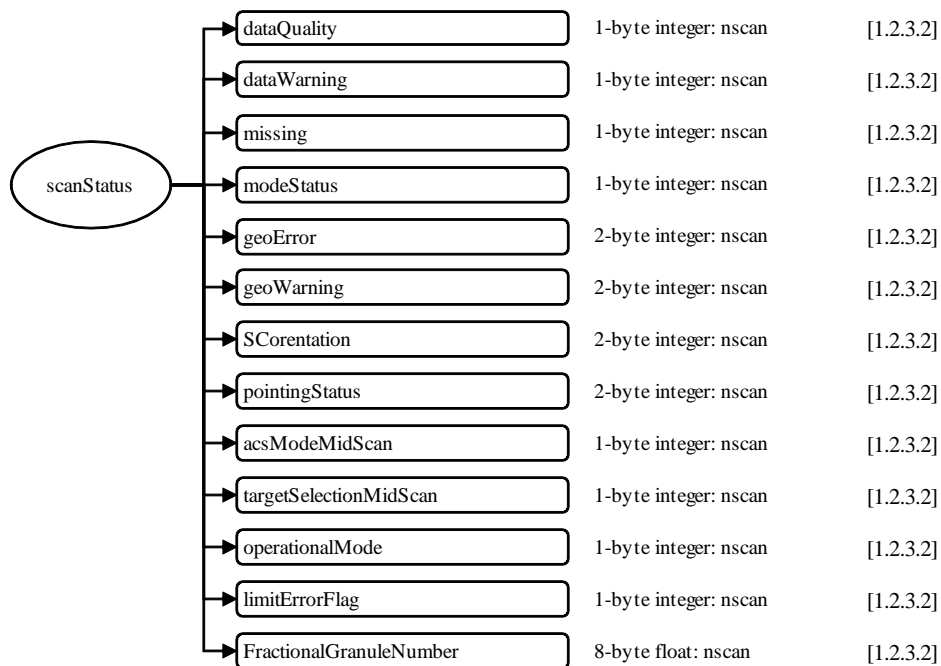 dataQuality 1-byte integer: nscan [1.2.3.2]
dataWarning 1-byte integer: nscan [1.2.3.2]
missing 1-byte integer: nscan [1.2.3.2]
scanStatus
modeStatus 1-byte integer: nscan [1.2.3.2]
geoError 2-byte integer: nscan [1.2.3.2]
geoWarning 2-byte integer: nscan [1.2.3.2]
SCorentation 2-byte integer: nscan [1.2.3.2]
pointingStatus 2-byte integer: nscan [1.2.3.2]
acsModeMidScan 1-byte integer: nscan [1.2.3.2]
targetSelectionMidScan 1-byte integer: nscan [1.2.3.2]
operationalMode 1-byte integer: nscan [1.2.3.2]
limitErrorFlag 1-byte integer: nscan [1.2.3.2]
FractionalGranuleNumber 8-byte float: nscan [1.2.3.2]